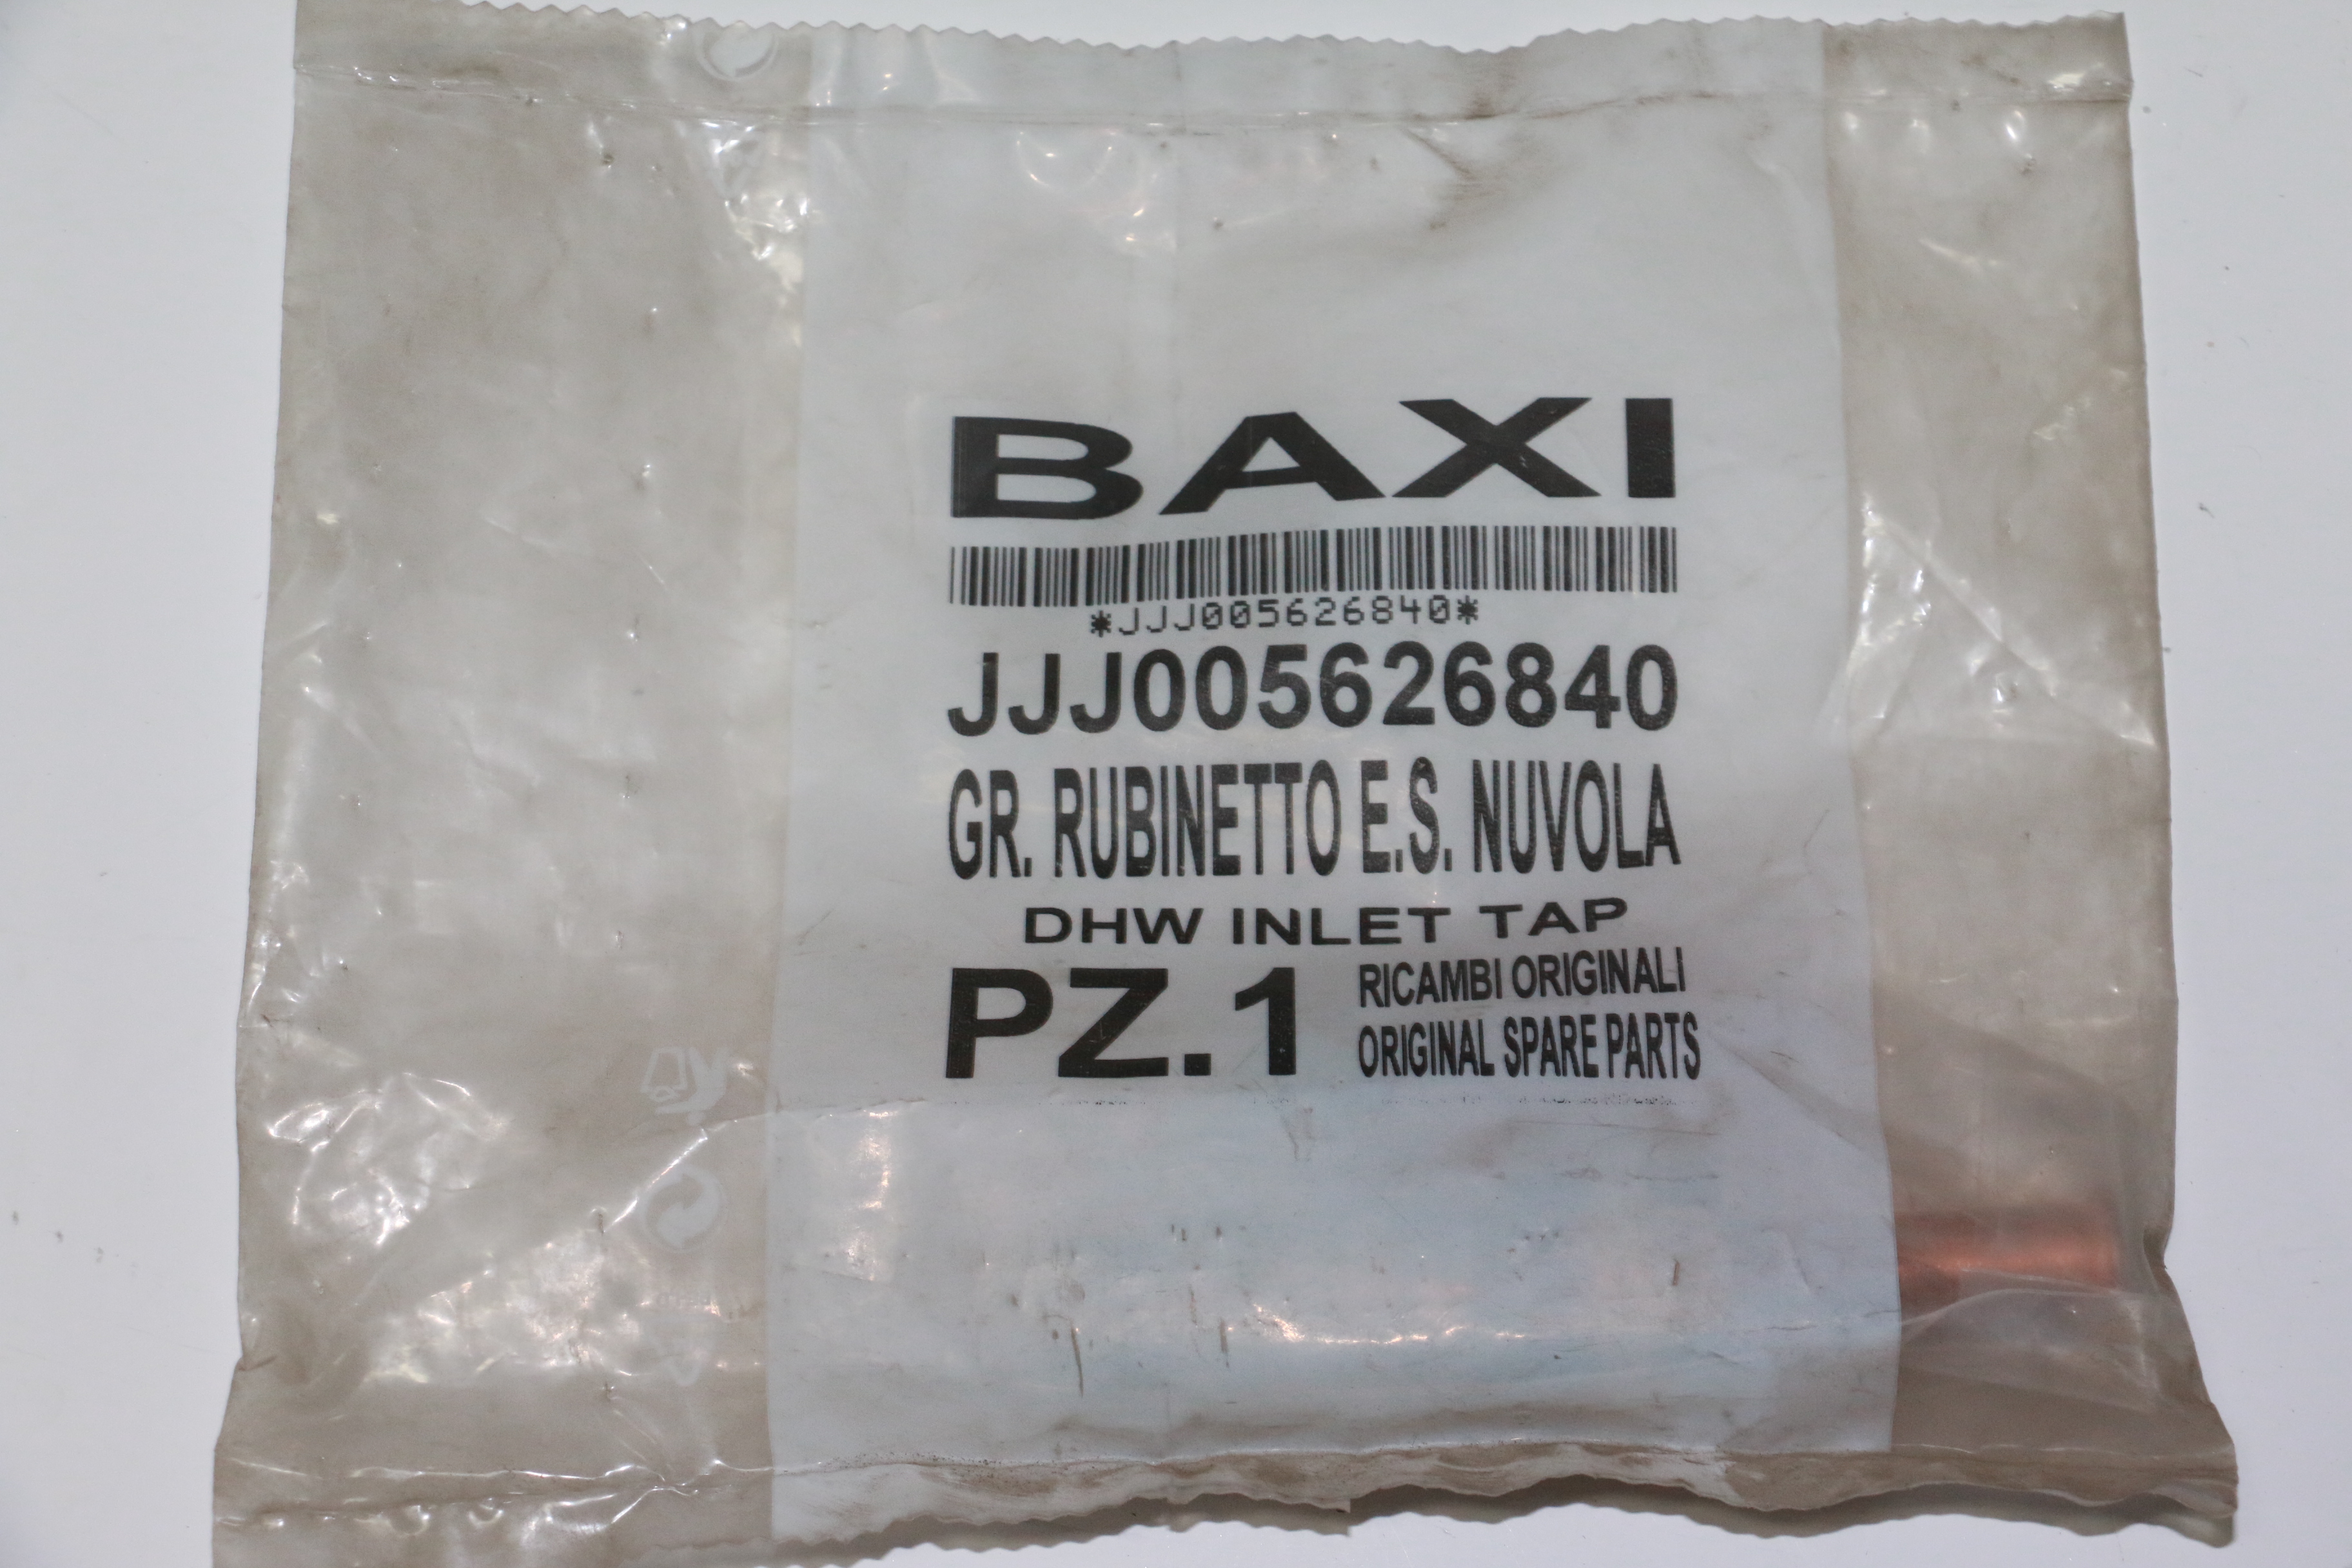 BAXI
*JJJ005626840*
JJJ005626840
GR. RUBINETTO E.S. NUVOLA
DHW INLET TAP
PZ.1
RICAMBI ORIGINALI
ORIGINAL SPARE PARTS